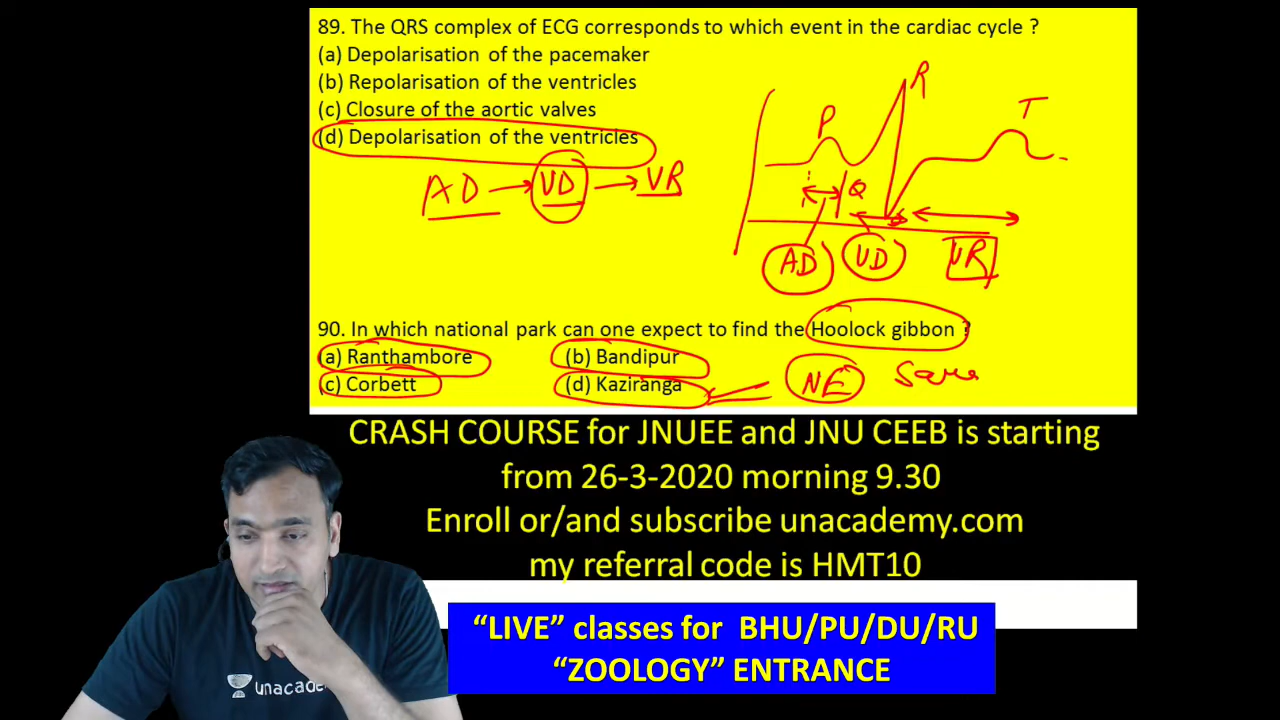 89. The QRS complex of ECG corresponds to which event in the cardiac cycle ?
(a) Depolarisation of the pacemaker
(b) Repolarisation of the ventricles
(c) Closure of the aortic valves
(d) Depolarisation of the ventricles
AD → VD → VR
P
R
T
Q
AD
VD
VR
90. In which national park can one expect to find the Hoolock gibbon ?
(a) Ranthambore (b) Bandipur
(c) Corbett (d) Kaziranga
NE
CRASH COURSE for JNUEE and JNU CEEB is starting
from 26-3-2020 morning 9.30
Enroll or/and subscribe unacademy.com
my referral code is HMT10
unacade
“LIVE” classes for BHU/PU/DU/RU
“ZOOLOGY” ENTRANCE